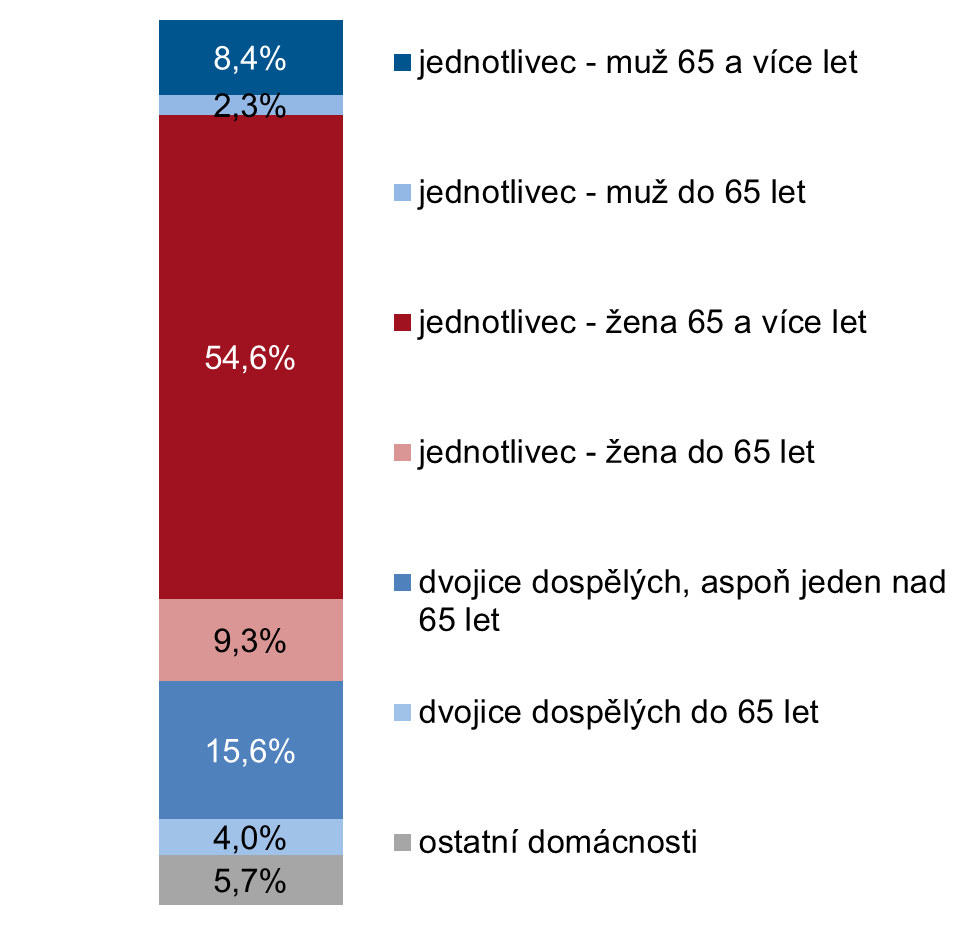 8,4%
jednotlivec - muž 65 a více let
2,3%
jednotlivec - muž do 65 let
jednotlivec - žena 65 a více let
54,6%
jednotlivec - žena do 65 let
dvojice dospělých, aspoň jeden nad
65 let
9,3%
dvojice dospělých do 65 let
15,6%
4,0%
ostatní domácnosti
5,7%